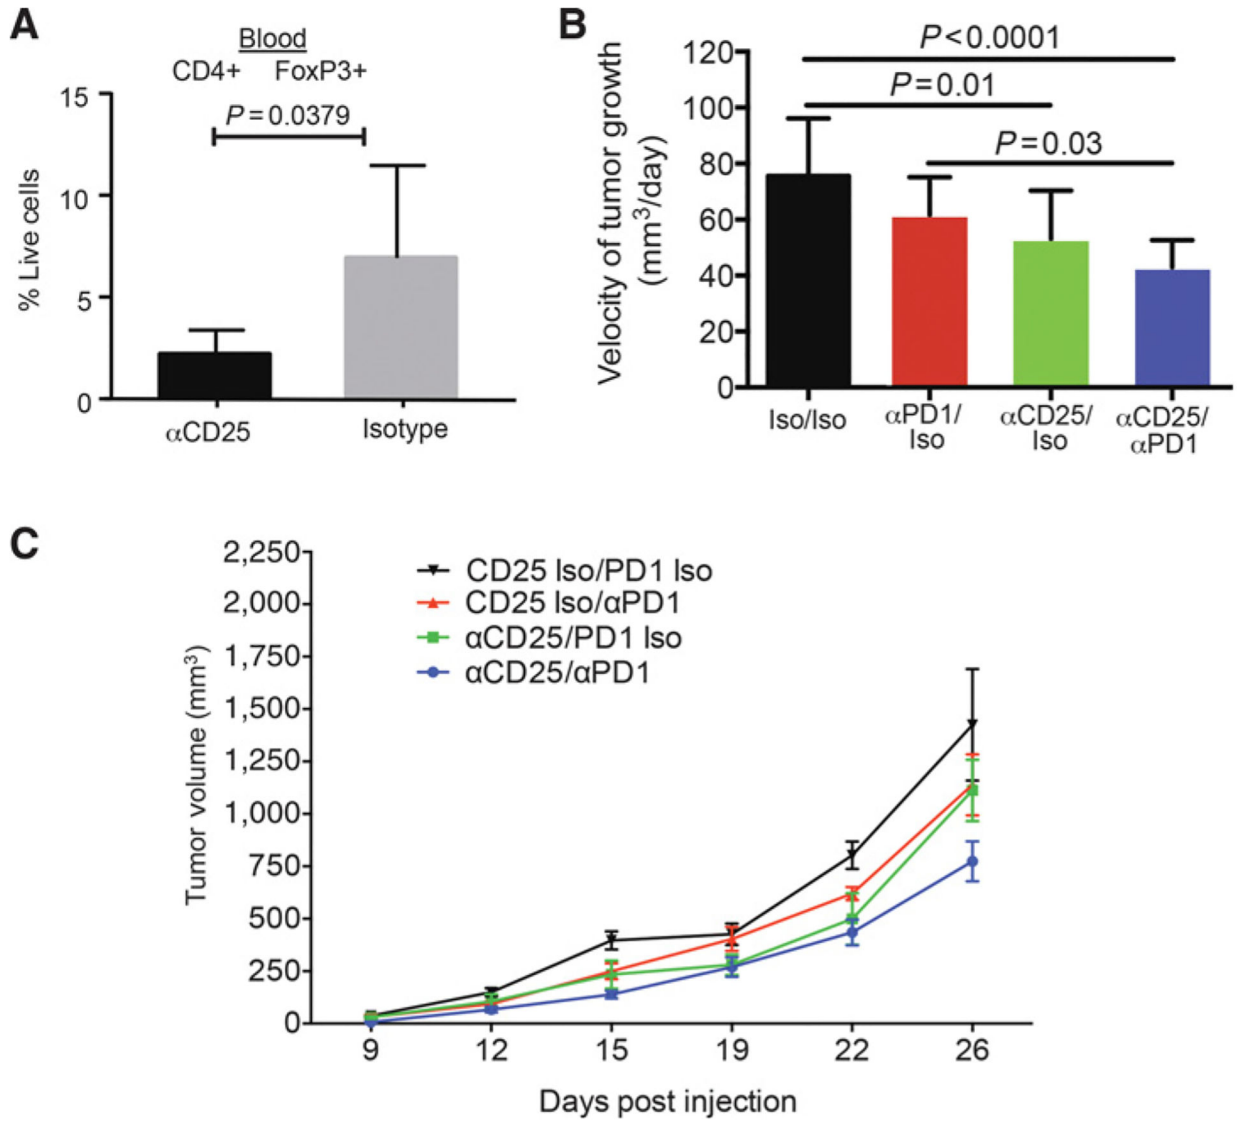 A
Blood
CD4+ FoxP3+
P = 0.0379
15
10
5
0
% Live cells
αCD25
Isotype
B
P < 0.0001
P = 0.01
P = 0.03
120
100
80
60
40
20
0
Velocity of tumor growth
(mm³/day)
Iso/Iso
αPD1/
Iso
αCD25/
Iso
αCD25/
αPD1
C
2,250
2,000
1,750
1,500
1,250
1,000
750
500
250
0
Tumor volume (mm³)
CD25 Iso/PD1 Iso
CD25 Iso/αPD1
αCD25/PD1 Iso
αCD25/αPD1
9 12 15 19 22 26
Days post injection